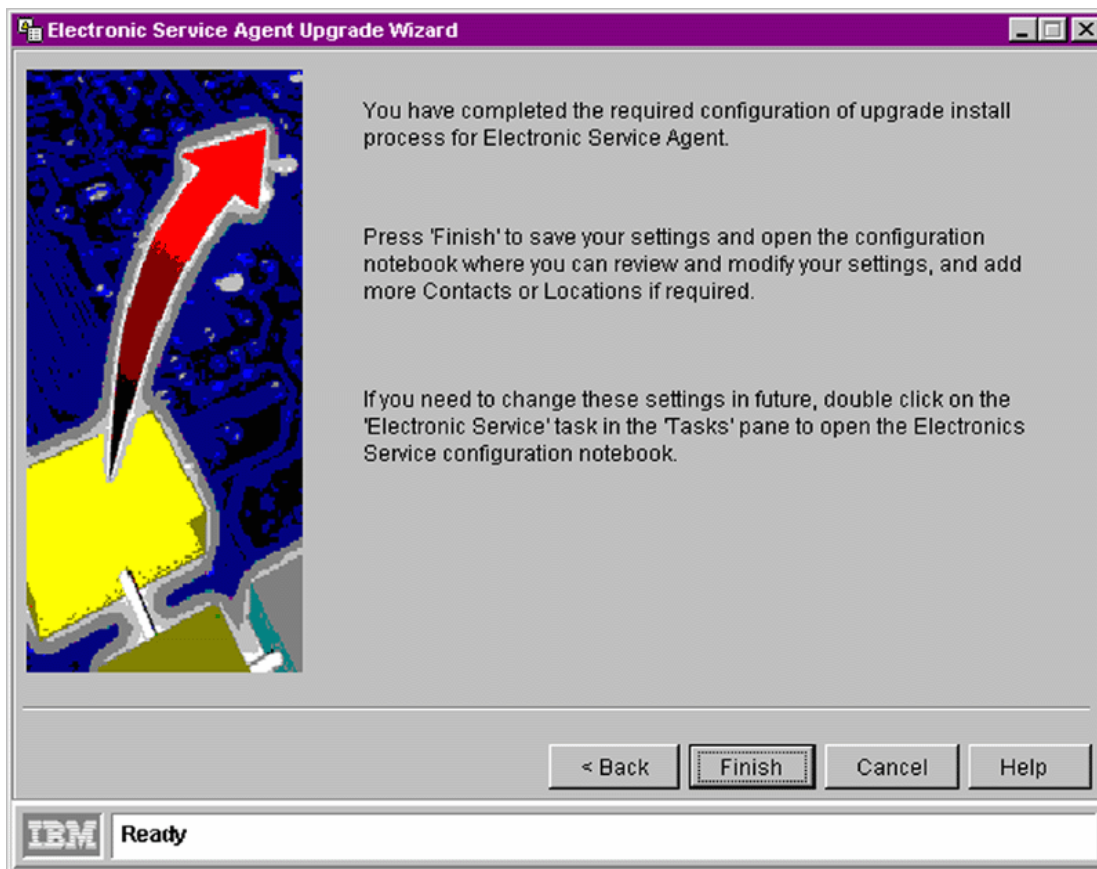 Electronic Service Agent Upgrade Wizard
You have completed the required configuration of upgrade install
process for Electronic Service Agent.
Press 'Finish' to save your settings and open the configuration
notebook where you can review and modify your settings, and add
more Contacts or Locations if required.
If you need to change these settings in future, double click on the
'Electronic Service' task in the 'Tasks' pane to open the Electronics
Service configuration notebook.
< Back
Finish
Cancel
Help
IBM
Ready